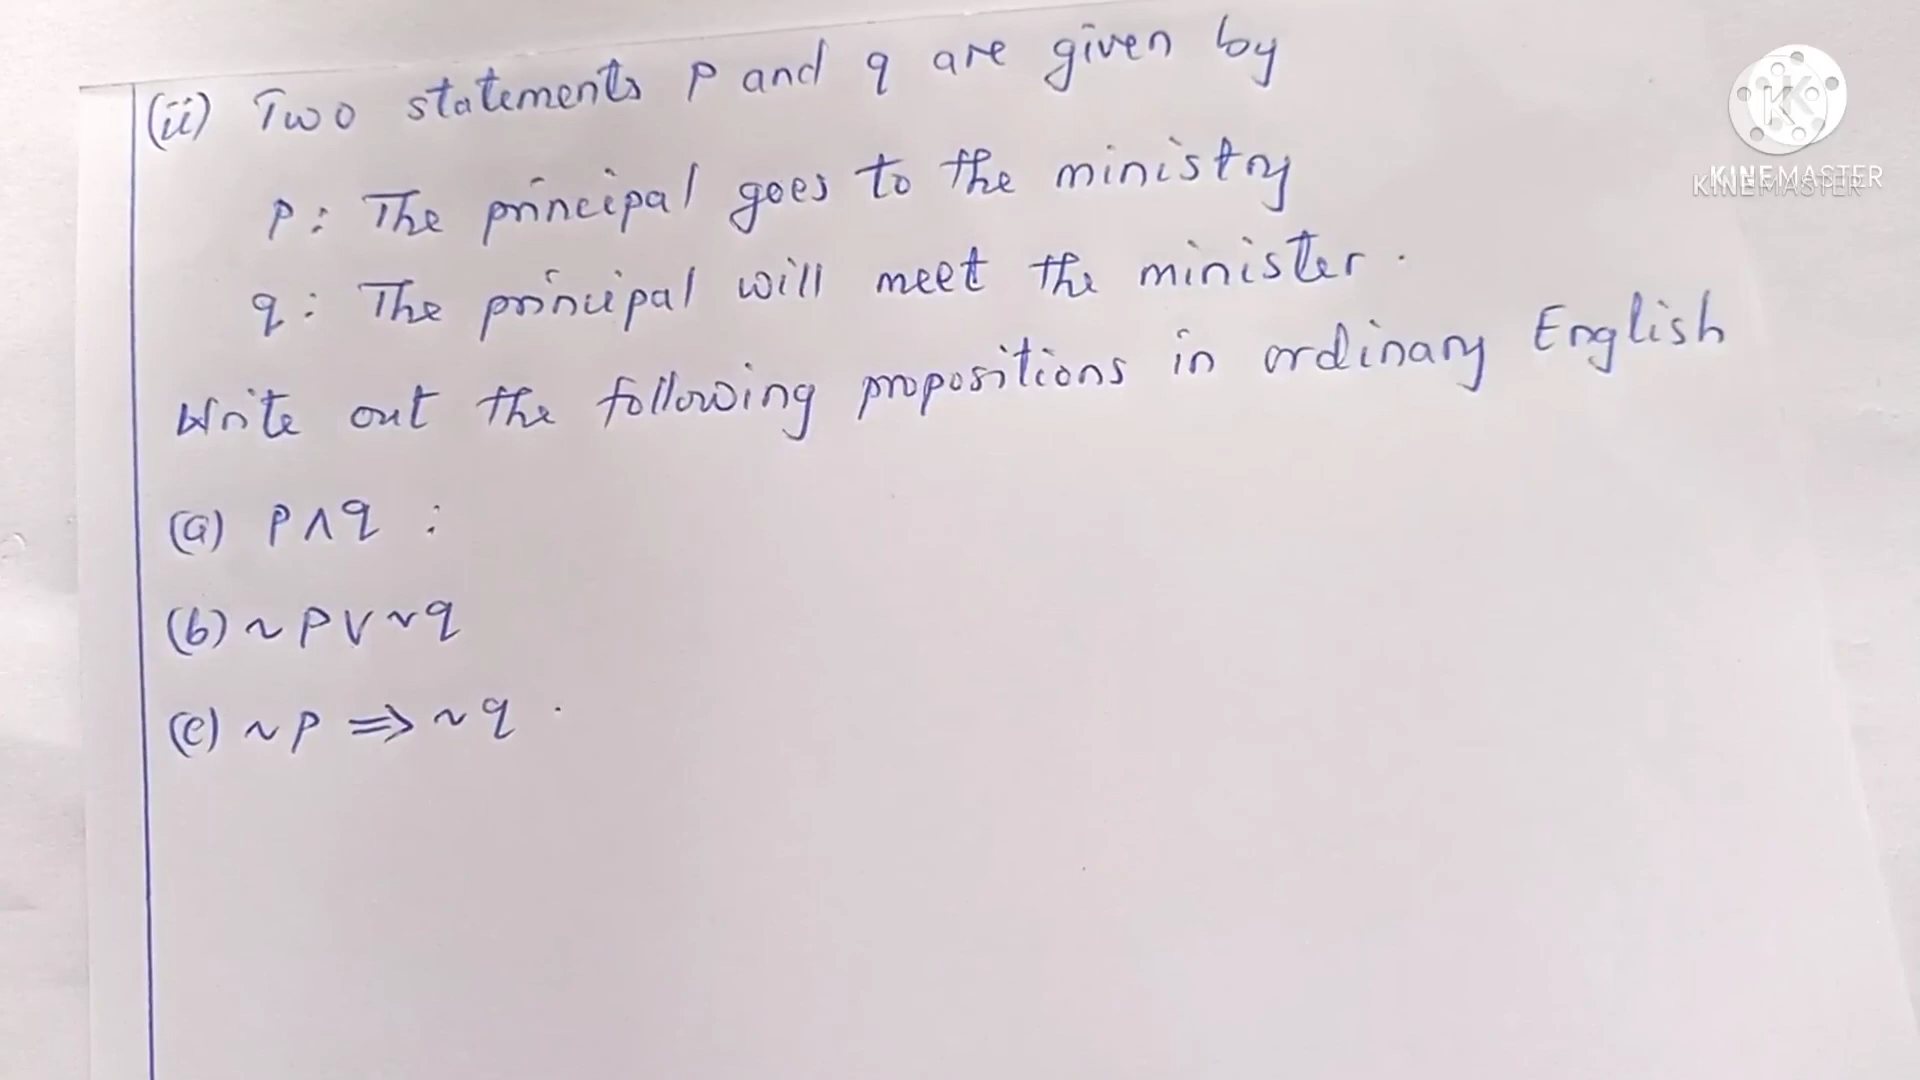 (ii) Two statements p and q are given by
p: The principal goes to the ministry
q: The principal will meet the minister.
Write out the following propositions in ordinary English
(a) p∧q :
(b) ~p∨~q
(c) ~p ⇒ ~q .
KINEMASTER
KINEMASTER